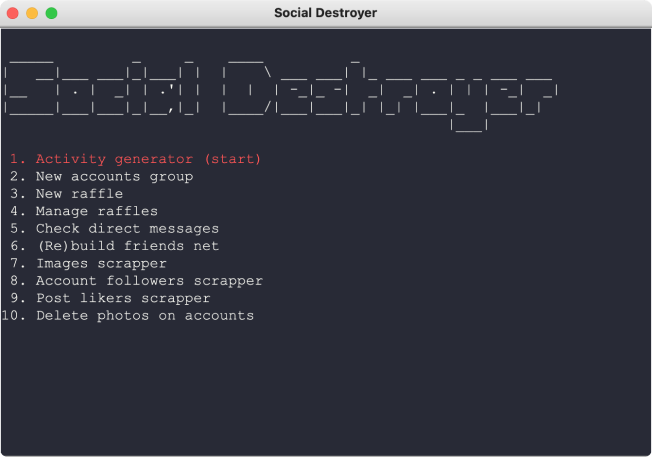 Social Destroyer
Social Destroyer
1. Activity generator (start)
2. New accounts group
3. New raffle
4. Manage raffles
5. Check direct messages
6. (Re)build friends net
7. Images scrapper
8. Account followers scrapper
9. Post likers scrapper
10. Delete photos on accounts